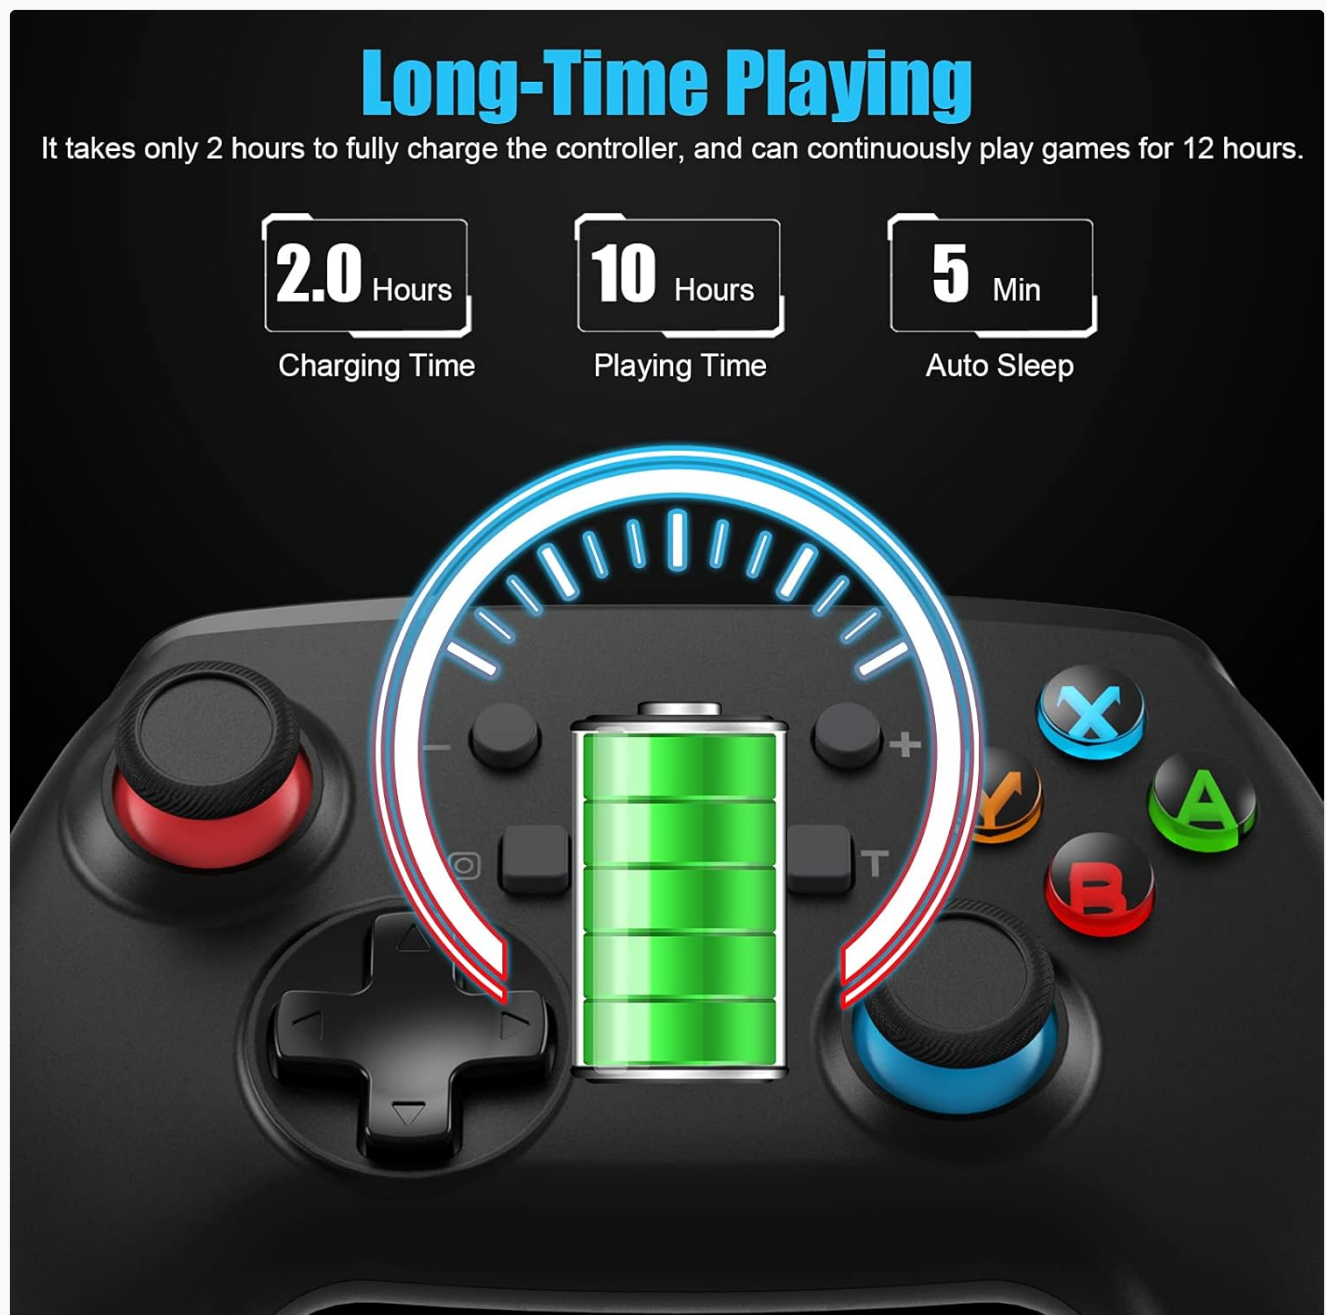 Long-Time Playing
It takes only 2 hours to fully charge the controller, and can continuously play games for 12 hours.
2.0 Hours
10 Hours
5 Min
Charging Time
Playing Time
Auto Sleep
X
− +
Y A
T
B